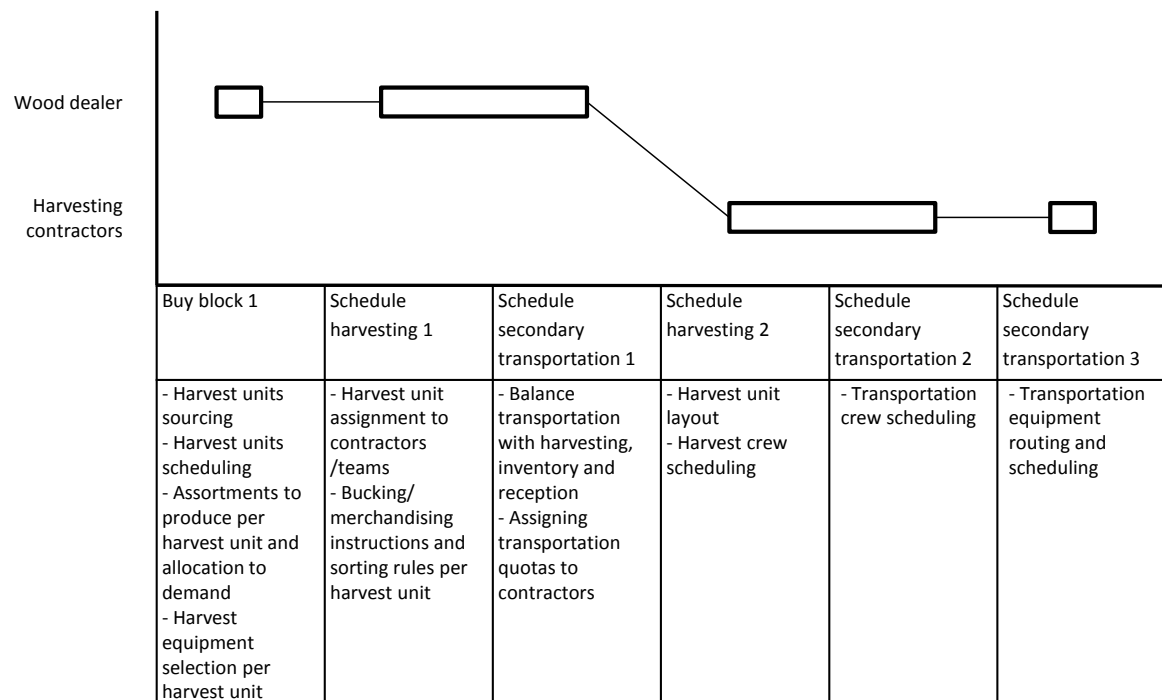 Wood dealer
Harvesting
contractors
Buy block 1
Schedule
harvesting 1
Schedule
secondary
transportation 1
Schedule
harvesting 2
Schedule
secondary
transportation 2
Schedule
secondary
transportation 3
- Harvest units
sourcing
- Harvest units
scheduling
- Assortments to
produce per
harvest unit and
allocation to
demand
- Harvest
equipment
selection per
harvest unit
- Harvest unit
assignment to
contractors
/teams
- Bucking/
merchandising
instructions and
sorting rules per
harvest unit
- Balance
transportation
with harvesting,
inventory and
reception
- Assigning
transportation
quotas to
contractors
- Harvest unit
layout
- Harvest crew
scheduling
- Transportation
crew scheduling
- Transportation
equipment
routing and
scheduling